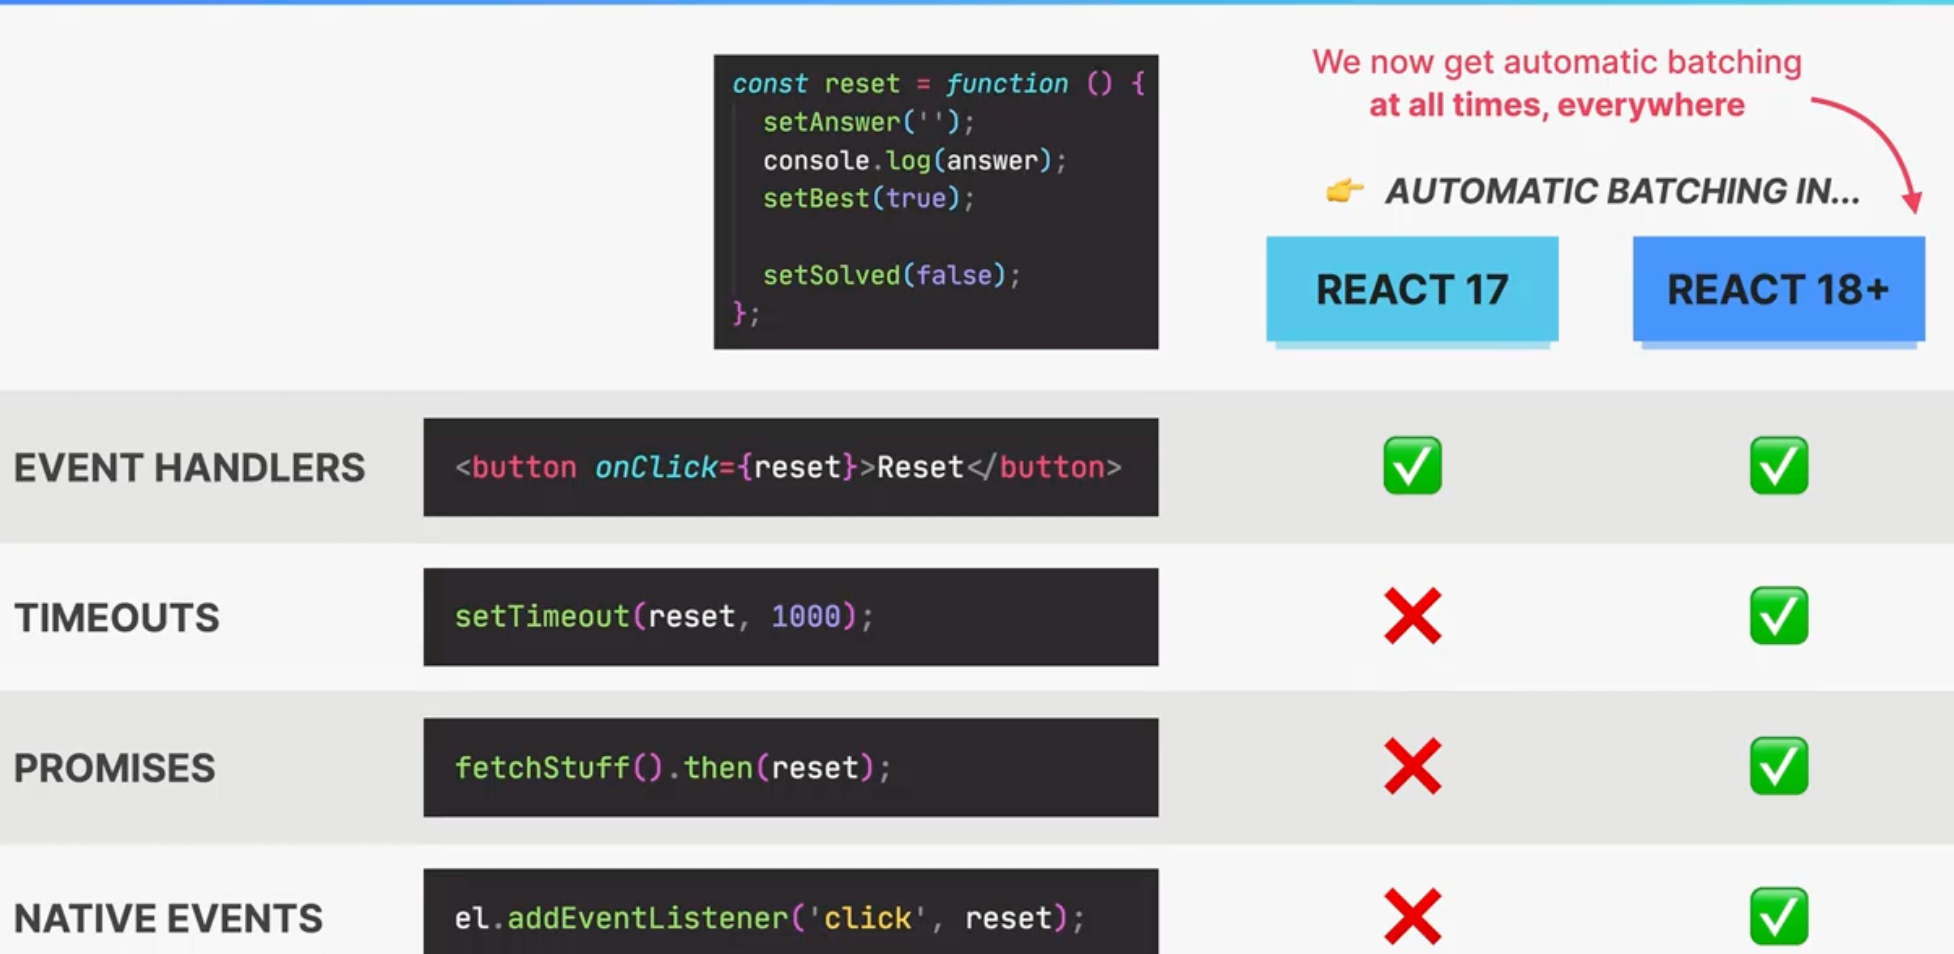 const reset = function () {
setAnswer('');
console.log(answer);
setBest(true);
setSolved(false);
};
We now get automatic batching
at all times, everywhere
👉 AUTOMATIC BATCHING IN...
REACT 17
REACT 18+
EVENT HANDLERS
<button onClick={reset}>Reset</button>
TIMEOUTS
setTimeout(reset, 1000);
PROMISES
fetchStuff().then(reset);
NATIVE EVENTS
el.addEventListener('click', reset);